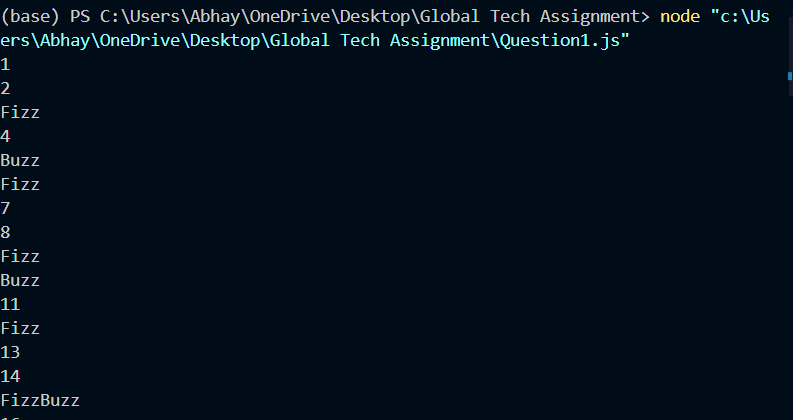 (base) PS C:\Users\Abhay\OneDrive\Desktop\Global Tech Assignment> node "c:\Us
ers\Abhay\OneDrive\Desktop\Global Tech Assignment\Question1.js"
1
2
Fizz
4
Buzz
Fizz
7
8
Fizz
Buzz
11
Fizz
13
14
FizzBuzz